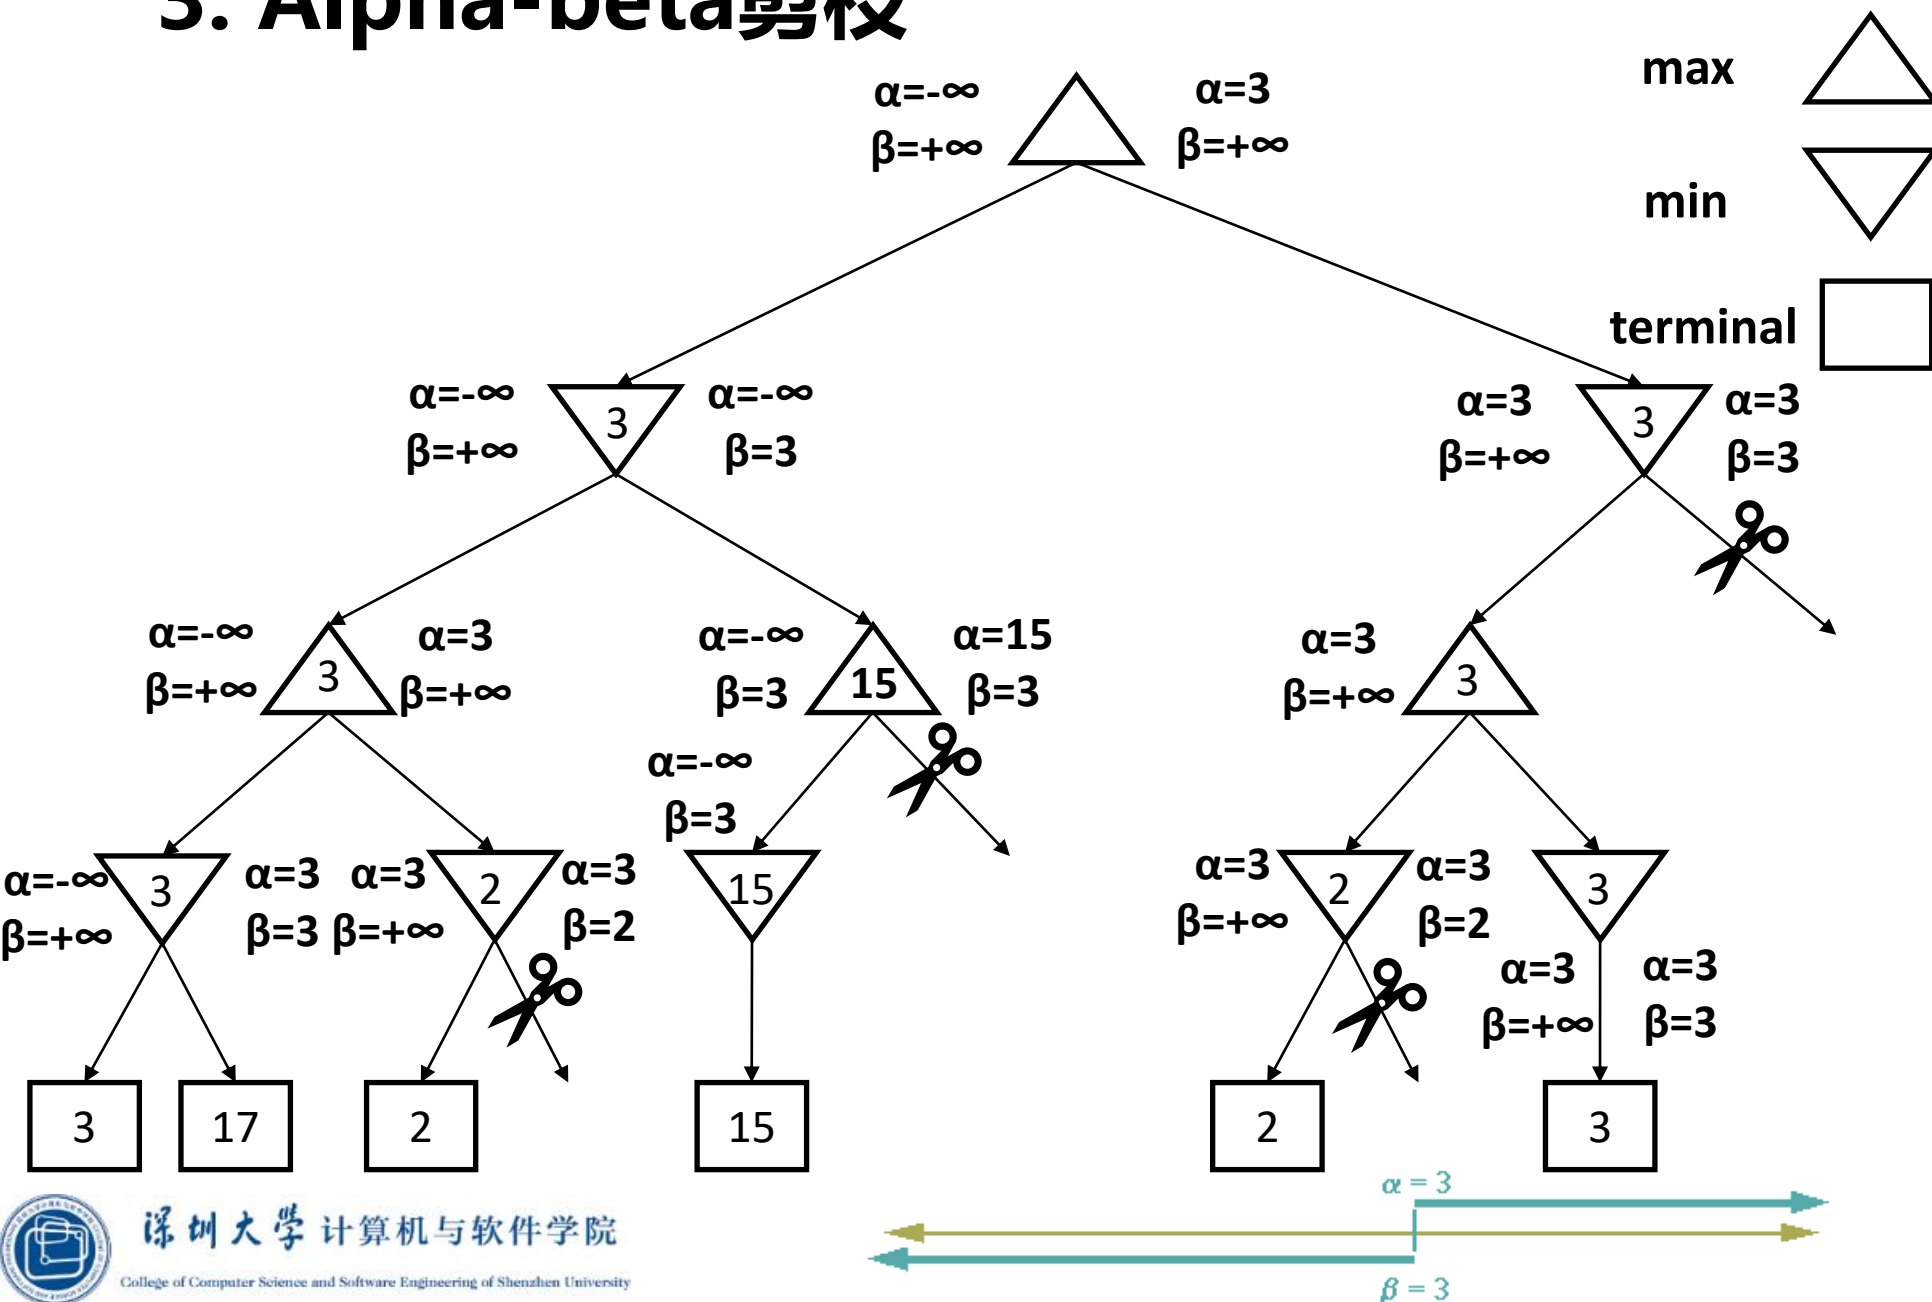 3. Alpha-beta剪枝
α=-∞
β=+∞
α=3
β=+∞
max
min
terminal
α=-∞
β=+∞
3
α=-∞
β=3
α=3
β=+∞
3
α=3
β=3
α=-∞
β=+∞
3
α=3
β=+∞
α=-∞
β=3
15
α=15
β=3
α=3
β=+∞
3
α=-∞
β=3
α=-∞
β=+∞
3
α=3
β=3
α=3
β=+∞
2
α=3
β=2
15
α=3
β=+∞
2
α=3
β=2
3
α=3
β=+∞
α=3
β=3
3
17
2
15
2
3
深圳大学 计算机与软件学院
College of Computer Science and Software Engineering of Shenzhen University
α = 3
β = 3